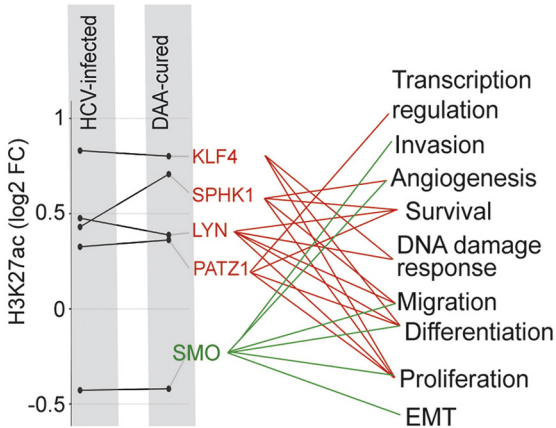 HCV-infected
DAA-cured
H3K27ac (log2 FC)
1
0.5
0
-0.5
KLF4
SPHK1
LYN
PATZ1
SMO
Transcription
regulation
Invasion
Angiogenesis
Survival
DNA damage
response
Migration
Differentiation
Proliferation
EMT